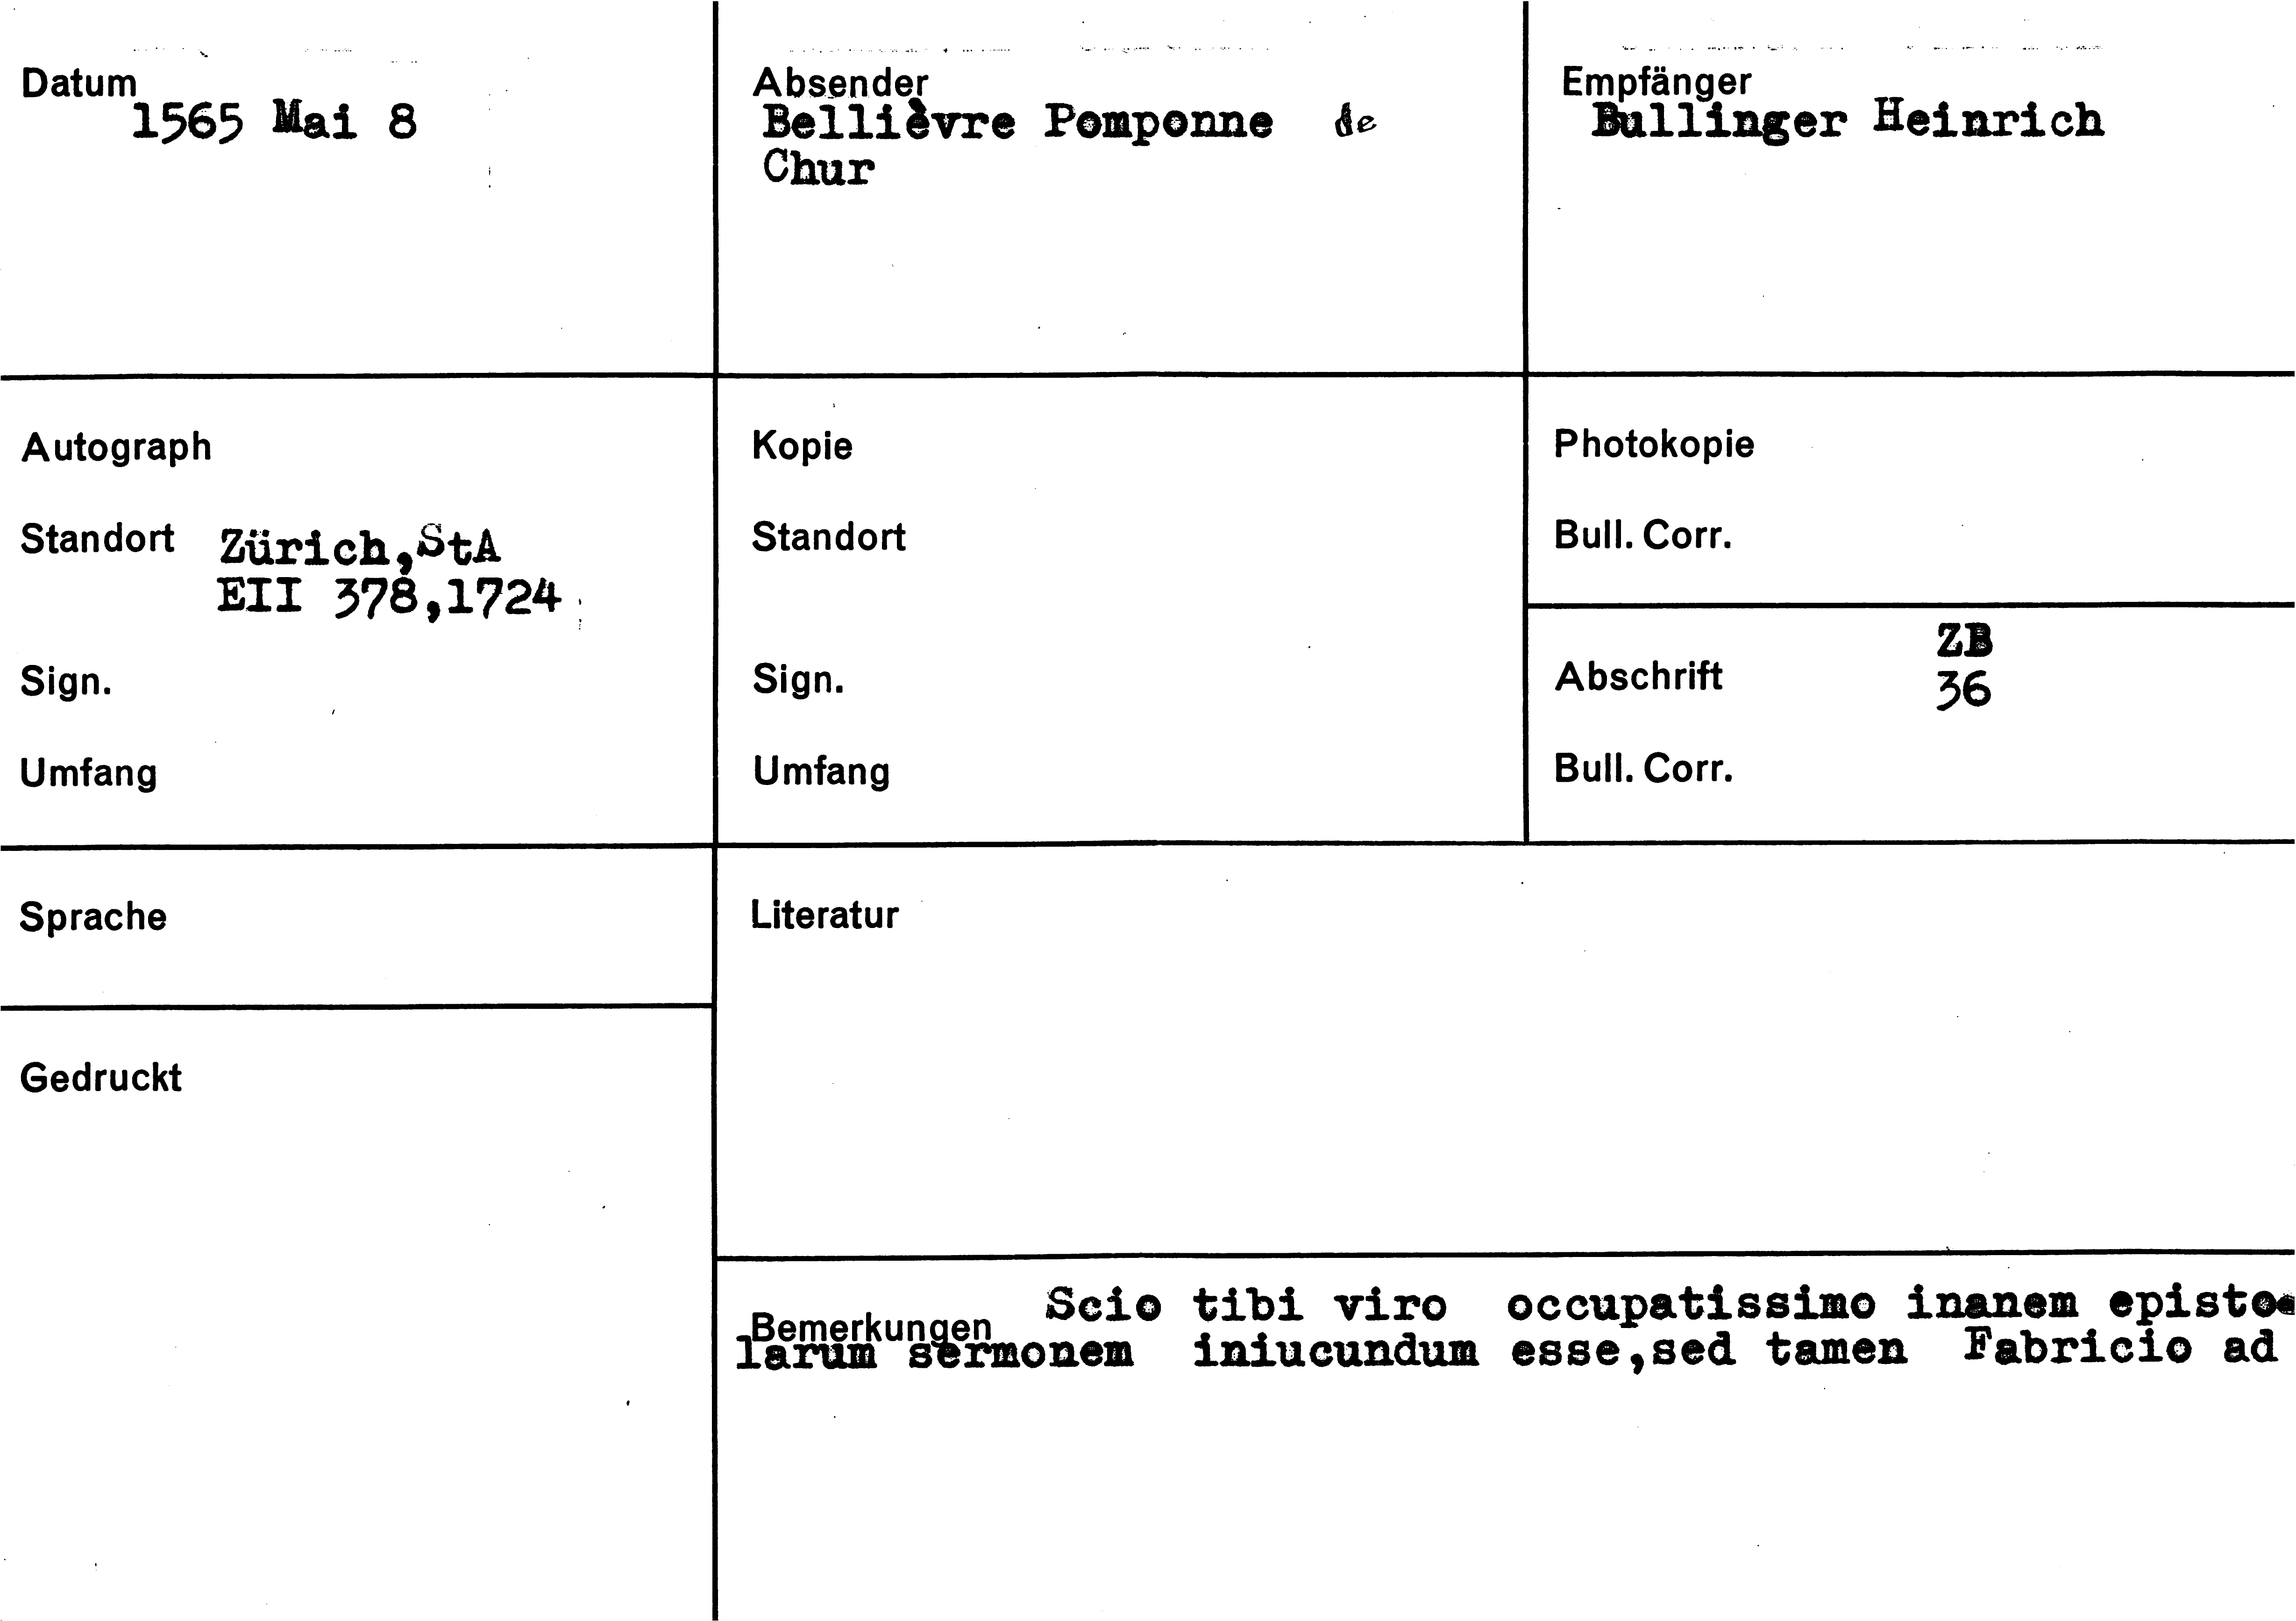 Datum
1565 Mai 8
Absender
Bellièvre Pomponne de
Chur
Empfänger
Bullinger Heinrich
Autograph
Standort Zürich,StA
EII 378,1724
Sign.
Umfang
Kopie
Standort
Sign.
Umfang
Photokopie
Bull. Corr.
ZB
Abschrift 36
Bull. Corr.
Sprache
Literatur
Gedruckt
Bemerkungen Scio tibi viro occupatissimo inanem episto-
larum sermonem iniucundum esse,sed tamen Fabricio ad